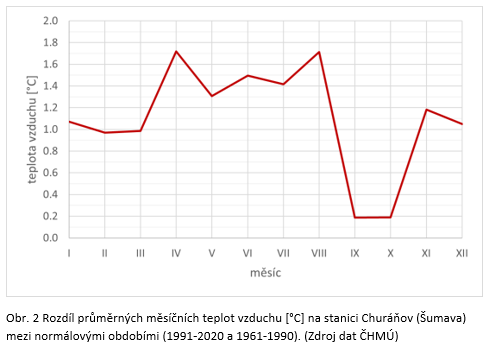 2.0
1.8
1.6
1.4
1.2
1.0
0.8
0.6
0.4
0.2
0.0
teplota vzduchu [°C]
I II III IV V VI VII VIII IX X XI XII
měsíc
Obr. 2 Rozdíl průměrných měsíčních teplot vzduchu [°C] na stanici Churáňov (Šumava)
mezi normálovými obdobími (1991-2020 a 1961-1990). (Zdroj dat ČHMÚ)